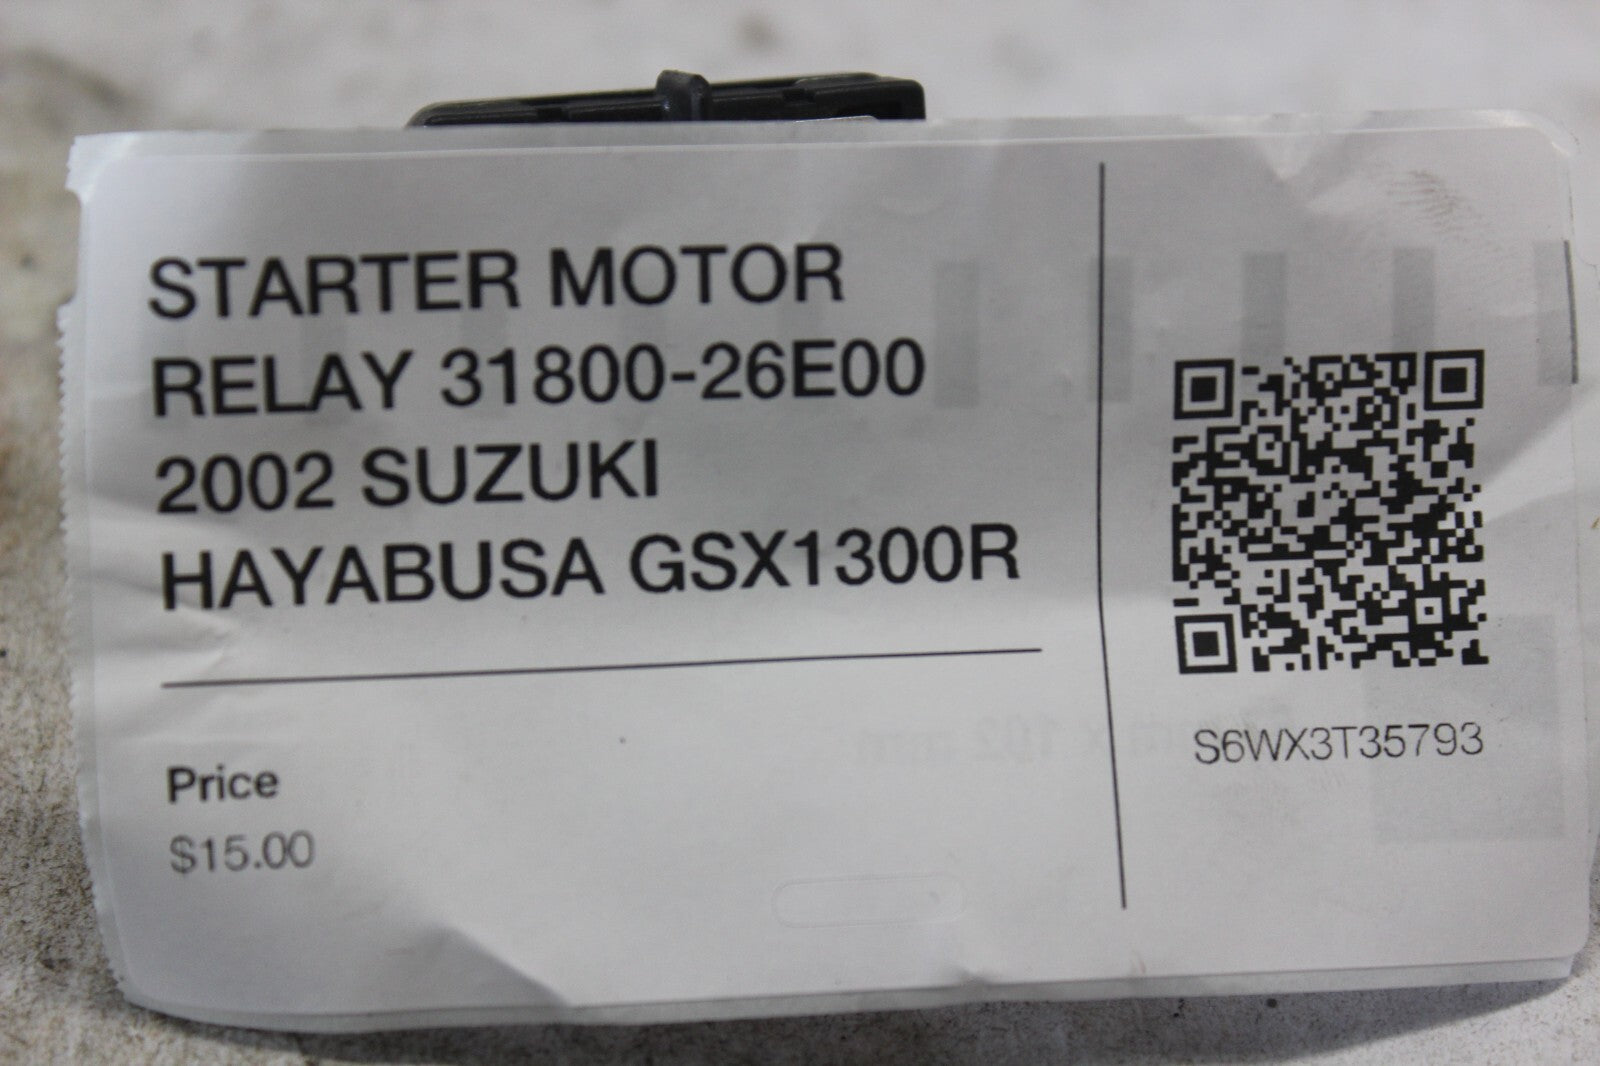 STARTER MOTOR
RELAY 31800-26E00
2002 SUZUKI
HAYABUSA GSX1300R
Price
$15.00
S6WX3T35793